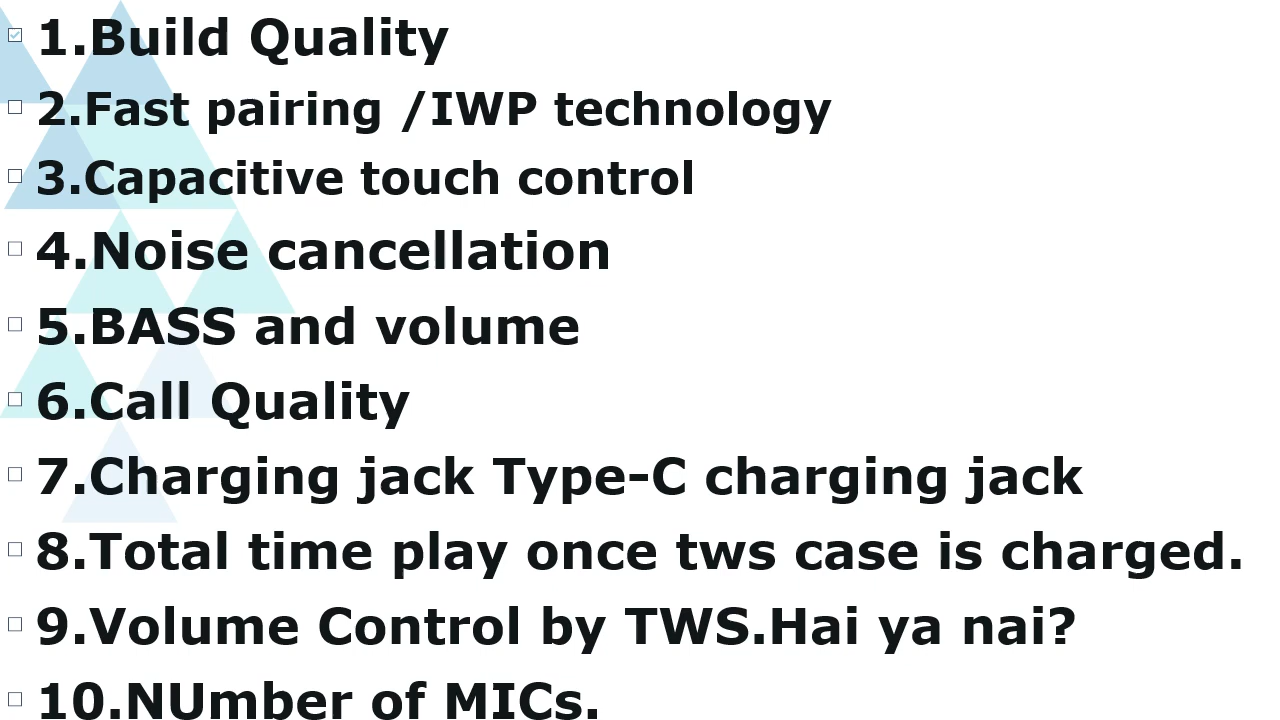 1.Build Quality
2.Fast pairing /IWP technology
3.Capacitive touch control
4.Noise cancellation
5.BASS and volume
6.Call Quality
7.Charging jack Type-C charging jack
8.Total time play once tws case is charged.
9.Volume Control by TWS.Hai ya nai?
10.NUmber of MICs.